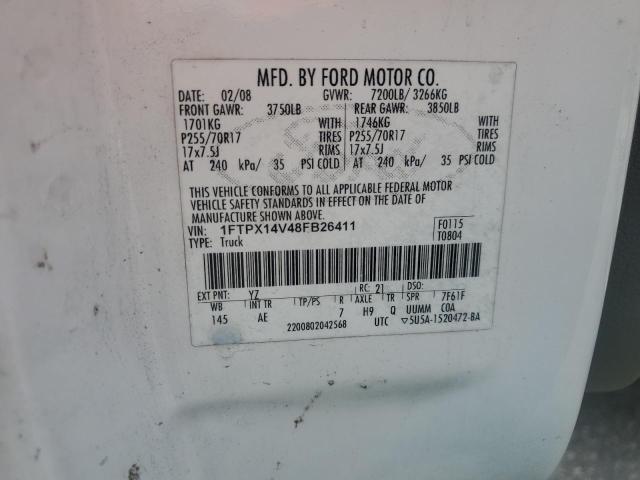 MFD. BY FORD MOTOR CO.
DATE: 02/08 GVWR: 7200LB/ 3266KG
FRONT GAWR: 3750LB REAR GAWR: 3850LB
1701KG WITH 1746KG WITH
P255/70R17 TIRES P255/70R17 TIRES
17x7.5J RIMS 17x7.5J RIMS
AT 240 kPa/ 35 PSI COLD AT 240 kPa/ 35 PSI COLD
THIS VEHICLE CONFORMS TO ALL APPLICABLE FEDERAL MOTOR
VEHICLE SAFETY STANDARDS IN EFFECT ON THE DATE OF
MANUFACTURE SHOWN ABOVE.
VIN: 1FTPX14V48FB26411 F0115
TYPE: Truck T0804
EXT PNT: YZ RC: 21 DSO:
WB INT TR TP/PS R AXLE TR SPR 7F61F
145 AE 7 H9 Q UUMM COA
2200802042568 UTC ▽5U5A-1520472-BA